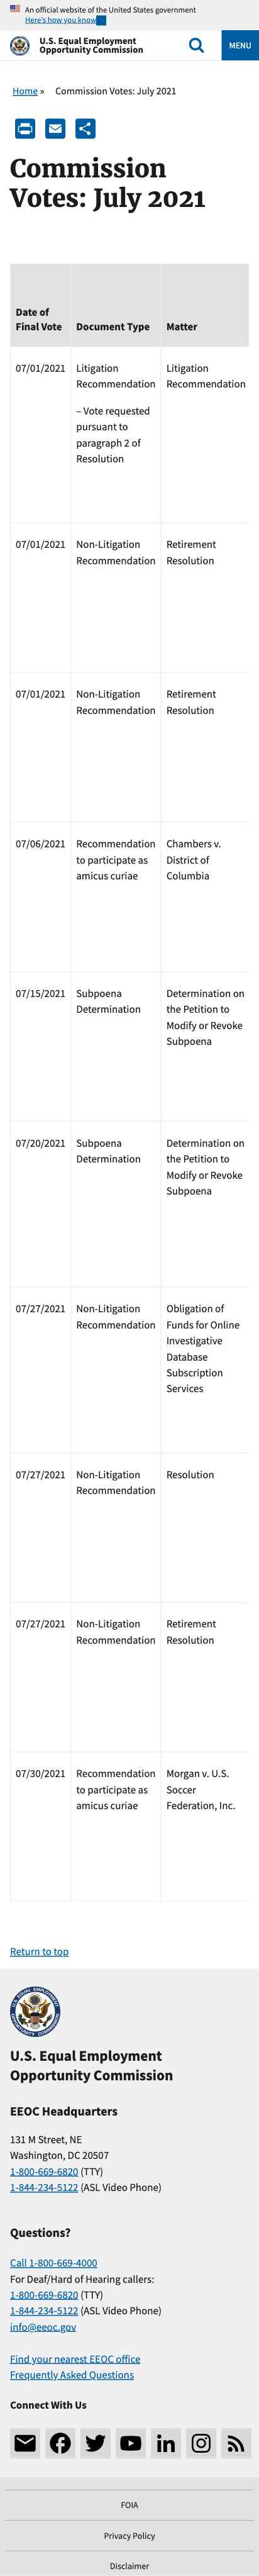 An official website of the United States government
Here's how you know
U.S. Equal Employment
Opportunity Commission
MENU
Home » Commission Votes: July 2021
Commission
Votes: July 2021
Date of
Final Vote
Document Type
Matter
07/01/2021
Litigation
Recommendation
– Vote requested
pursuant to
paragraph 2 of
Resolution
Litigation
Recommendation
07/01/2021
Non-Litigation
Recommendation
Retirement
Resolution
07/01/2021
Non-Litigation
Recommendation
Retirement
Resolution
07/06/2021
Recommendation
to participate as
amicus curiae
Chambers v.
District of
Columbia
07/15/2021
Subpoena
Determination
Determination on
the Petition to
Modify or Revoke
Subpoena
07/20/2021
Subpoena
Determination
Determination on
the Petition to
Modify or Revoke
Subpoena
07/27/2021
Non-Litigation
Recommendation
Obligation of
Funds for Online
Investigative
Database
Subscription
Services
07/27/2021
Non-Litigation
Recommendation
Resolution
07/27/2021
Non-Litigation
Recommendation
Retirement
Resolution
07/30/2021
Recommendation
to participate as
amicus curiae
Morgan v. U.S.
Soccer
Federation, Inc.
Return to top
U.S. Equal Employment
Opportunity Commission
EEOC Headquarters
131 M Street, NE
Washington, DC 20507
1-800-669-6820 (TTY)
1-844-234-5122 (ASL Video Phone)
Questions?
Call 1-800-669-4000
For Deaf/Hard of Hearing callers:
1-800-669-6820 (TTY)
1-844-234-5122 (ASL Video Phone)
info@eeoc.gov
Find your nearest EEOC office
Frequently Asked Questions
Connect With Us
FOIA
Privacy Policy
Disclaimer